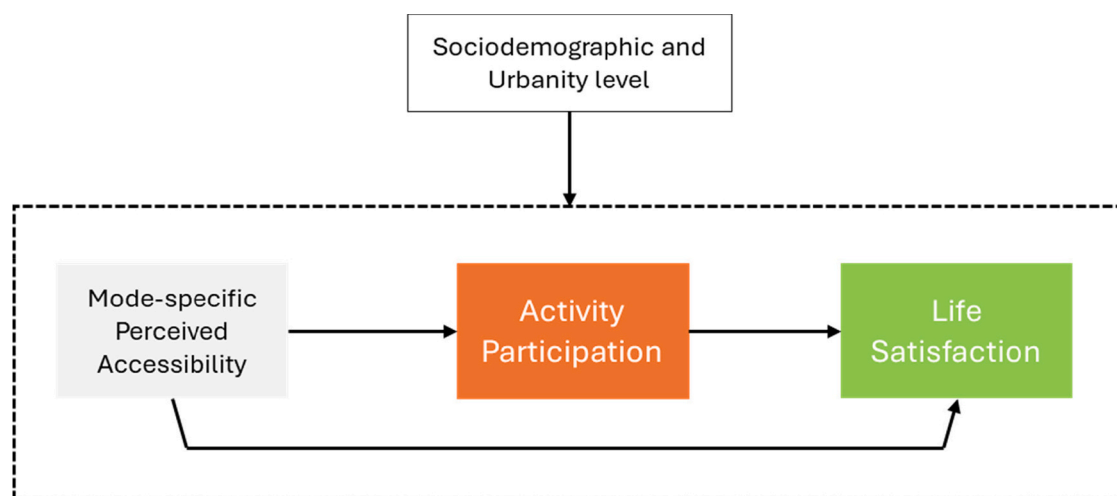 Sociodemographic and
Urbanity level
Mode-specific
Perceived
Accessibility
Activity
Participation
Life
Satisfaction